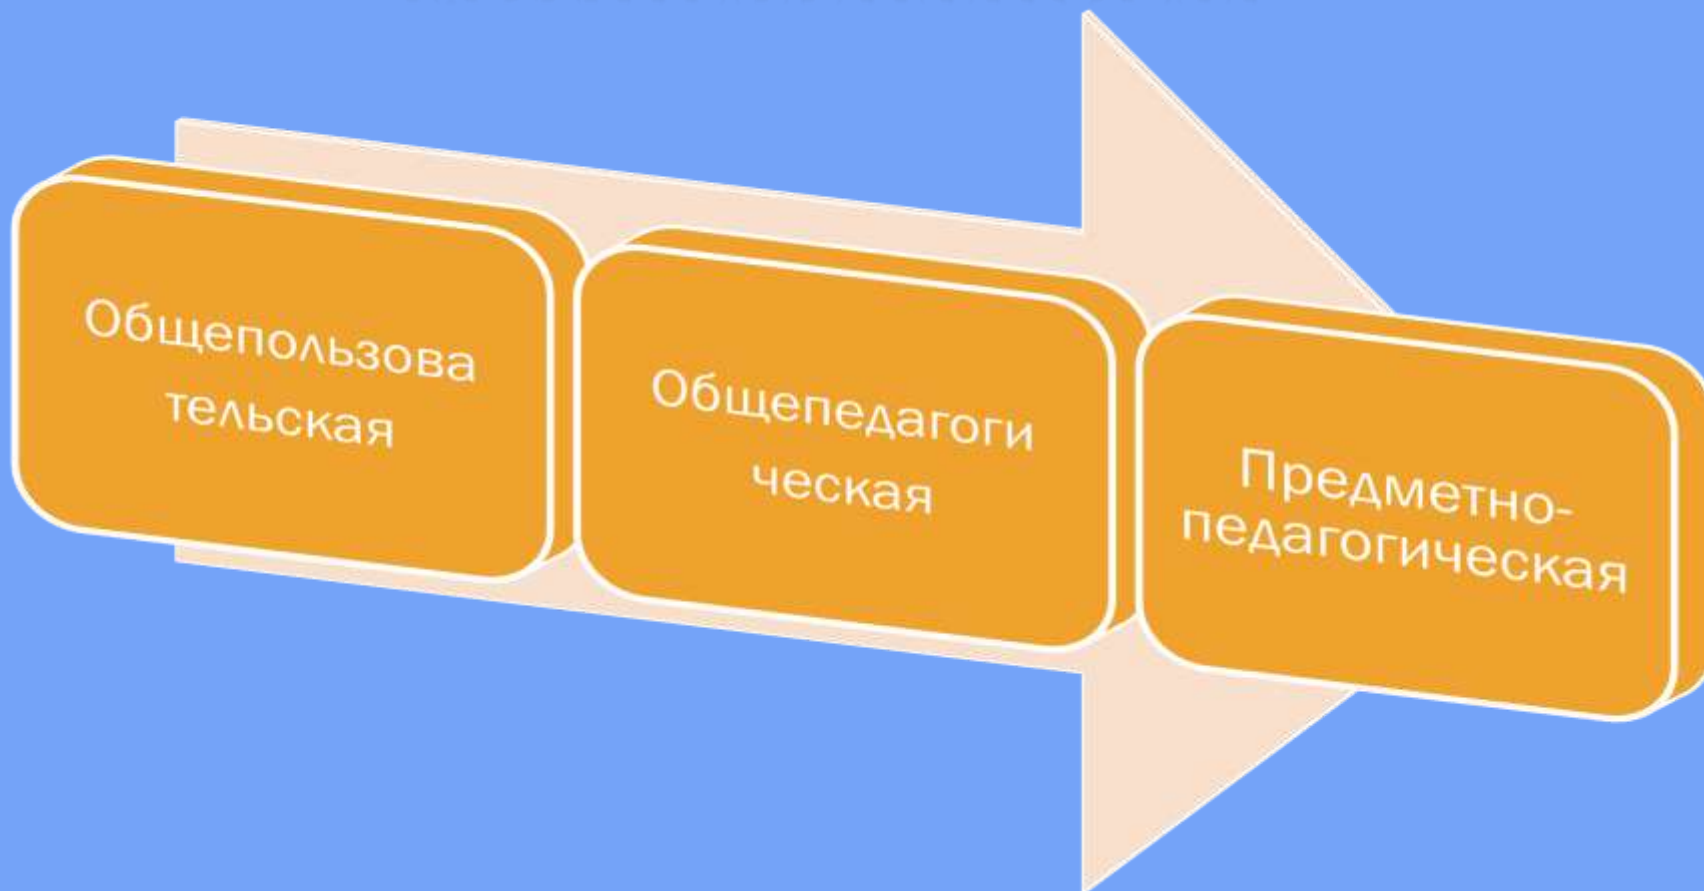 Общепользова
тельская
Общепедагоги
ческая
Предметно-
педагогическая